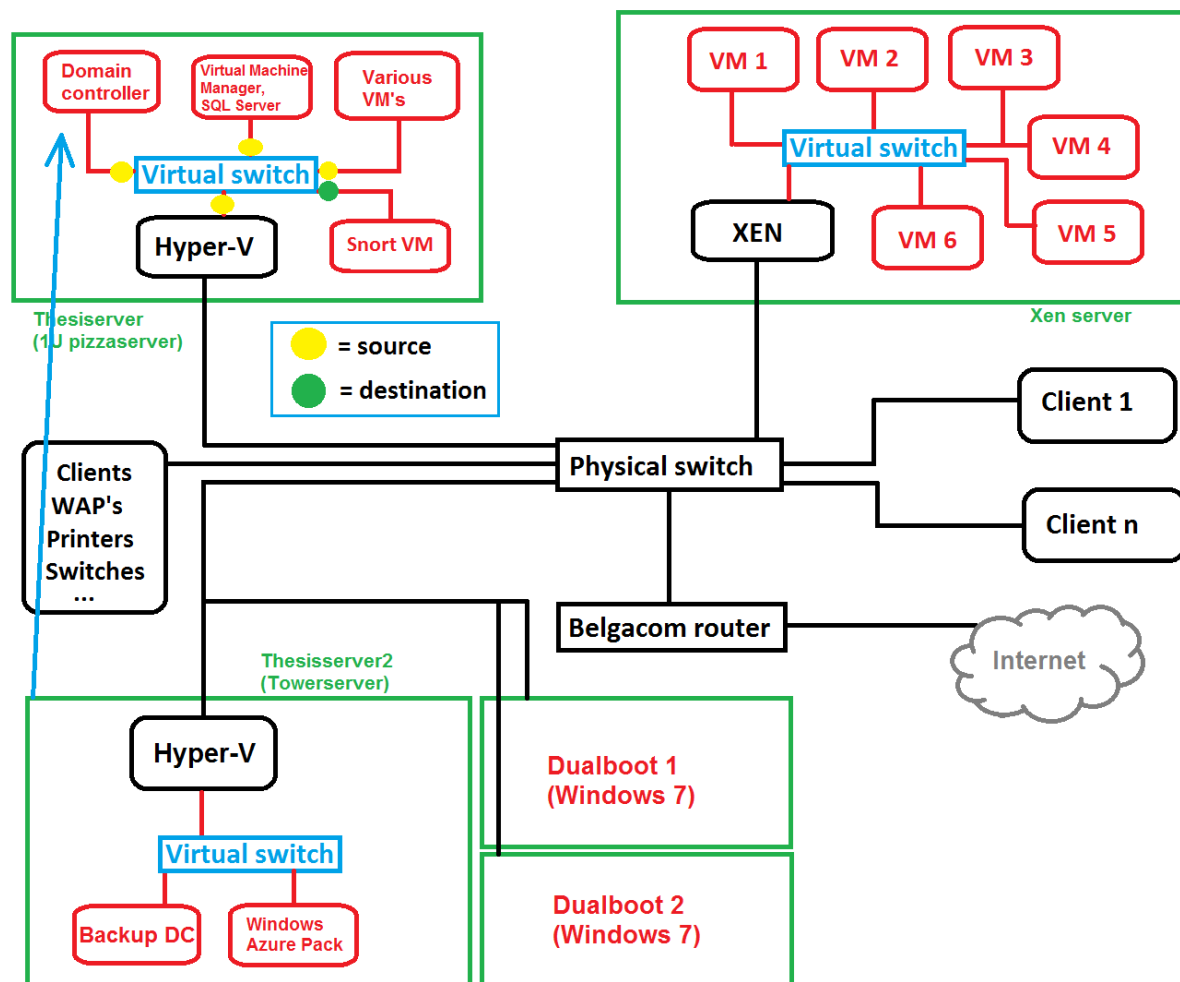 Domain
controller
Virtual Machine
Manager,
SQL Server
Various
VM's
Virtual switch
Hyper-V
Snort VM
Thesiserver
(1U pizzaserver)
VM 1
VM 2
VM 3
Virtual switch
VM 4
XEN
VM 6
VM 5
Xen server
= source
= destination
Clients
WAP's
Printers
Switches
...
Physical switch
Client 1
Client n
Belgacom router
Internet
Thesisserver2
(Towerserver)
Hyper-V
Virtual switch
Backup DC
Windows
Azure Pack
Dualboot 1
(Windows 7)
Dualboot 2
(Windows 7)